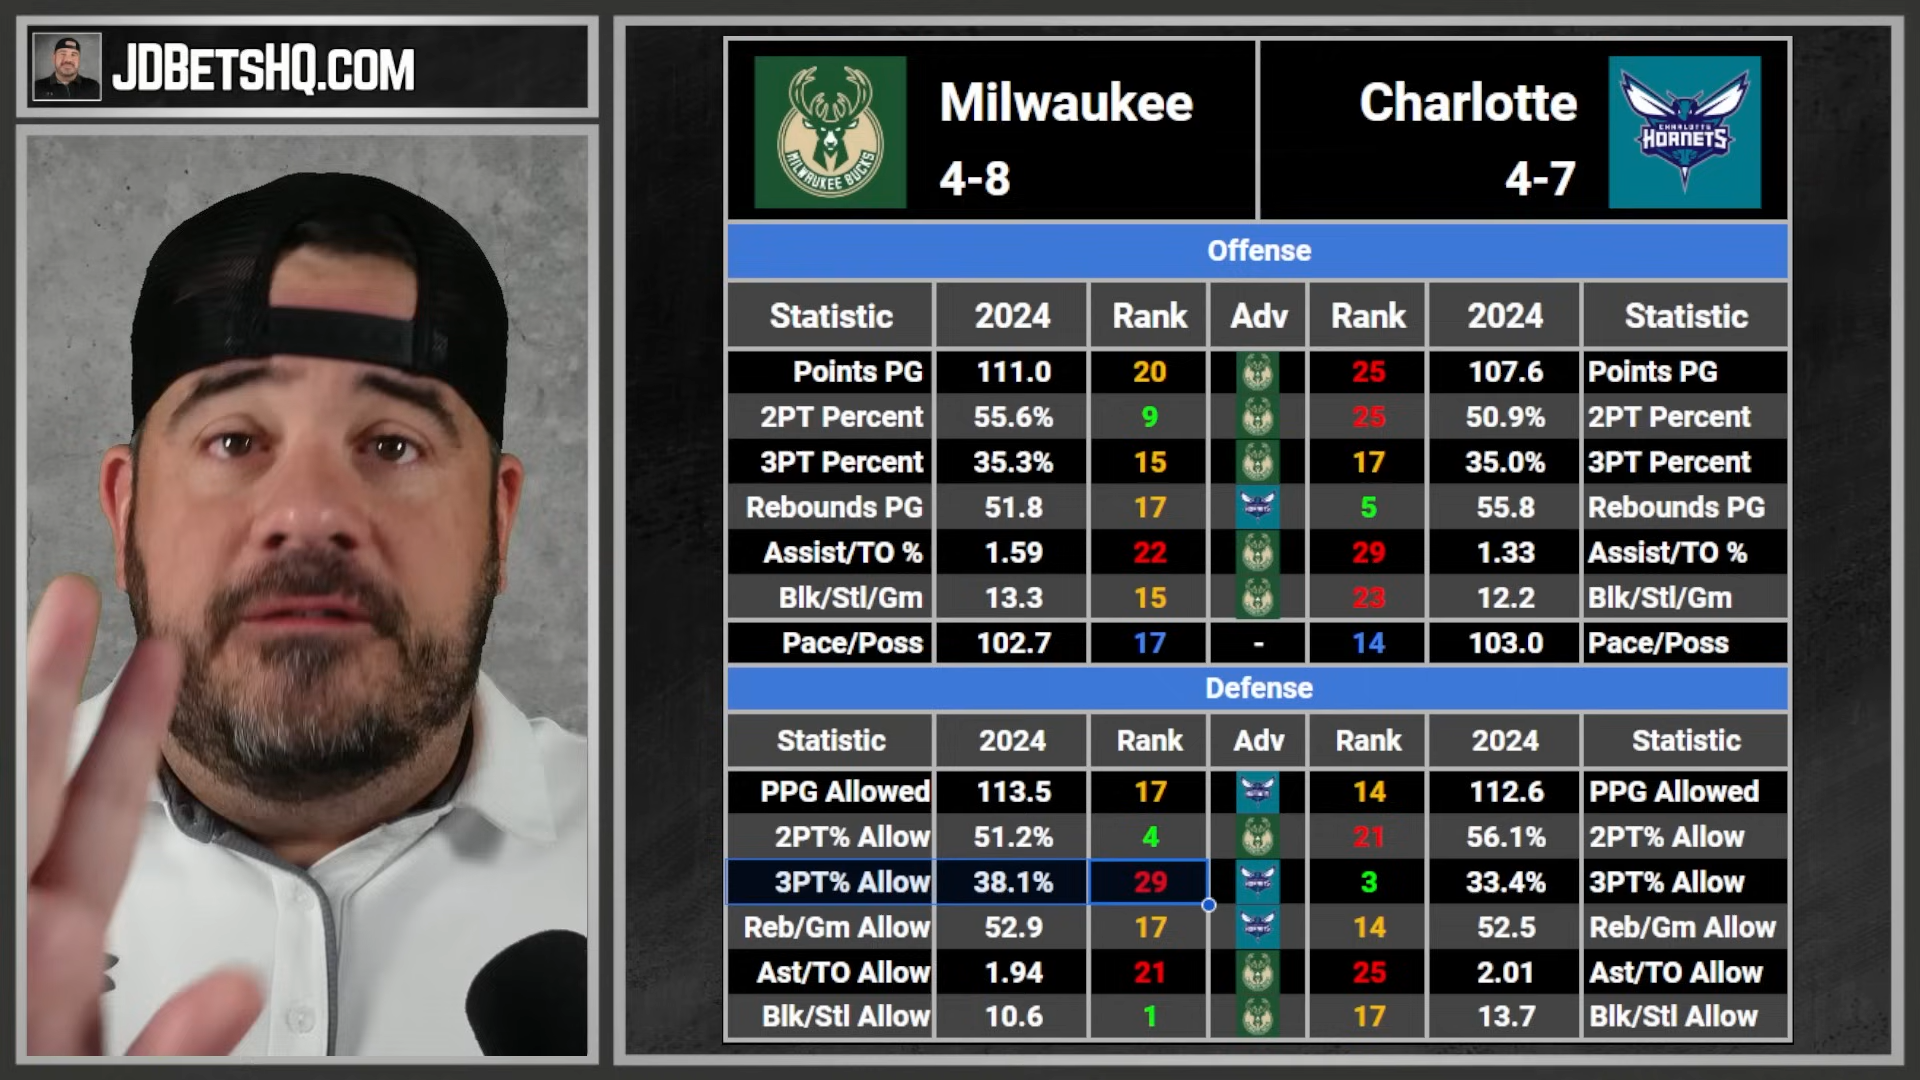 JDBETSHQ.COM
MILWAUKEE BUCKS
Milwaukee
4-8
Charlotte
4-7
CHARLOTTE
HORNETS
Offense
Statistic 2024 Rank Adv Rank 2024 Statistic
Points PG 111.0 20 25 107.6 Points PG
2PT Percent 55.6% 9 25 50.9% 2PT Percent
3PT Percent 35.3% 15 17 35.0% 3PT Percent
Rebounds PG 51.8 17 5 55.8 Rebounds PG
Assist/TO % 1.59 22 29 1.33 Assist/TO %
Blk/Stl/Gm 13.3 15 23 12.2 Blk/Stl/Gm
Pace/Poss 102.7 17 - 14 103.0 Pace/Poss
Defense
Statistic 2024 Rank Adv Rank 2024 Statistic
PPG Allowed 113.5 17 14 112.6 PPG Allowed
2PT% Allow 51.2% 4 21 56.1% 2PT% Allow
3PT% Allow 38.1% 29 3 33.4% 3PT% Allow
Reb/Gm Allow 52.9 17 14 52.5 Reb/Gm Allow
Ast/TO Allow 1.94 21 25 2.01 Ast/TO Allow
Blk/Stl Allow 10.6 1 17 13.7 Blk/Stl Allow